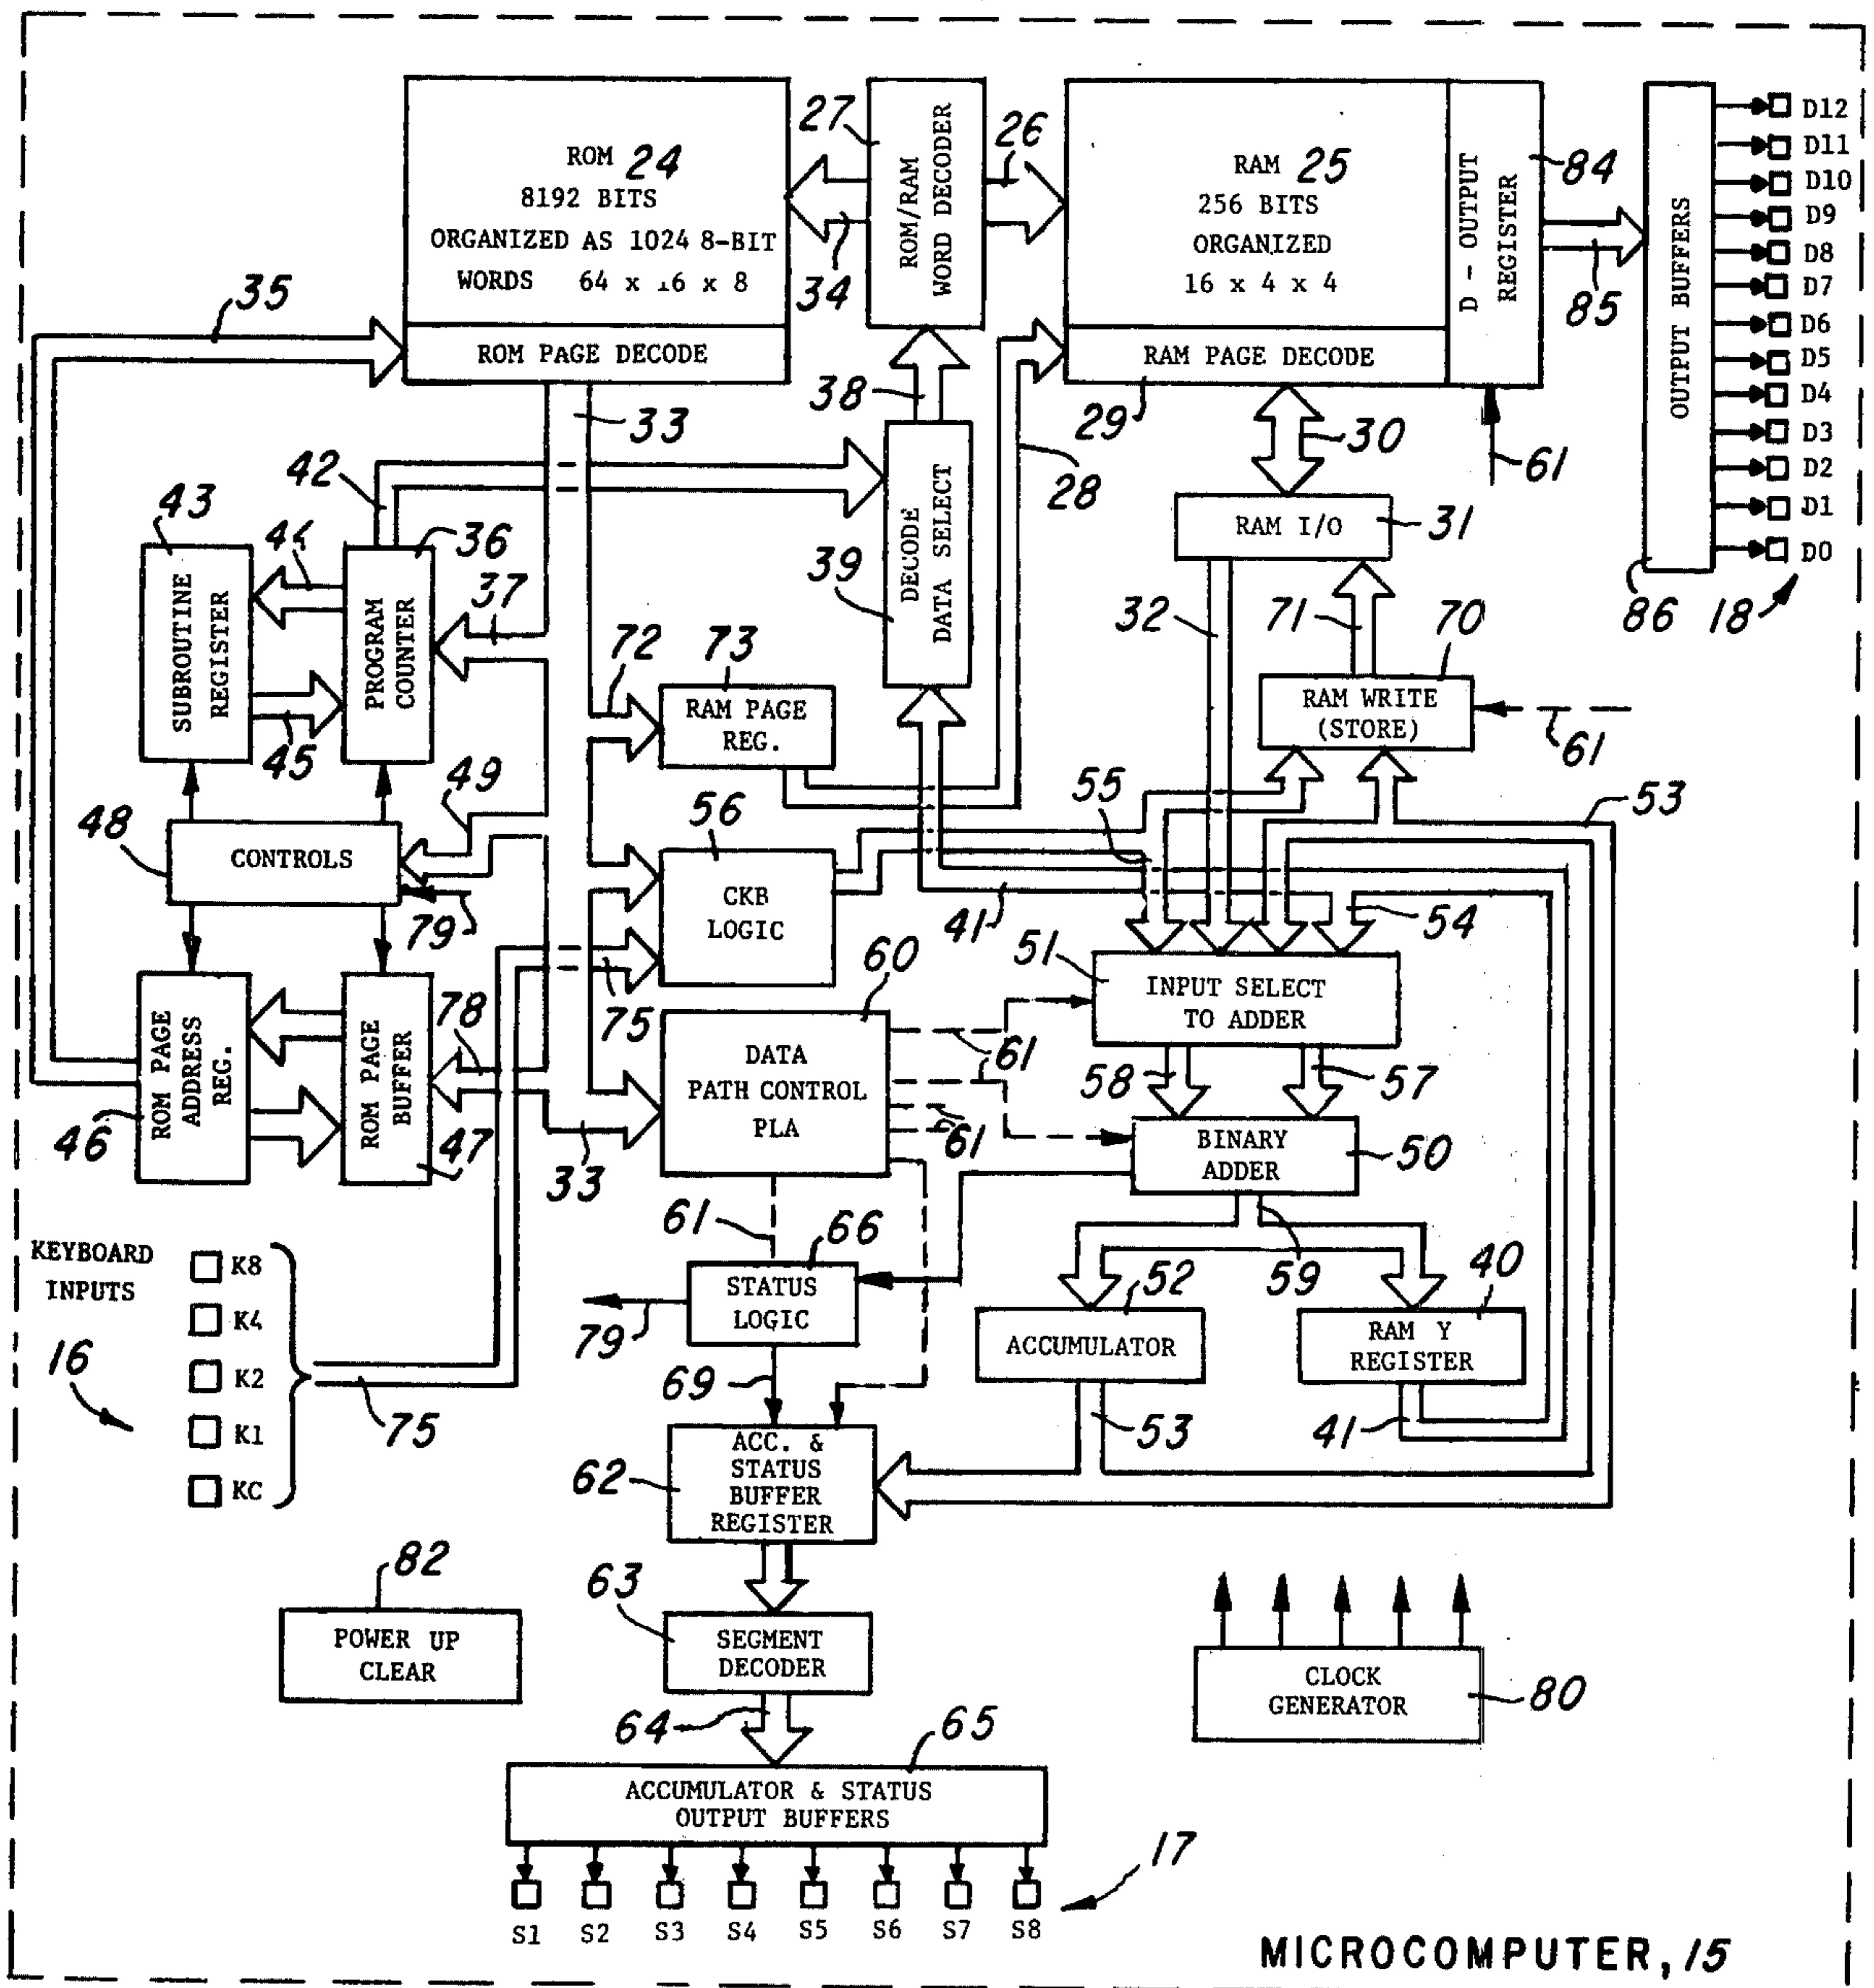 ROM 24
8192 BITS
ORGANIZED AS 1024 8-BIT
WORDS 64 x 16 x 8
ROM PAGE DECODE
35
27
ROM/RAM
WORD DECODER
26
34
RAM 25
256 BITS
ORGANIZED
16 x 4 x 4
RAM PAGE DECODE
29
D - OUTPUT
REGISTER
84
85
61
OUTPUT BUFFERS
86
D12
D11
D10
D9
D8
D7
D6
D5
D4
D3
D2
D1
D0
18
33
38
28
30
42
43
SUBROUTINE
REGISTER
44
45
36
PROGRAM
COUNTER
37
39
DECODE
DATA SELECT
RAM I/O
31
32
71
70
RAM WRITE
(STORE)
61
72
73
RAM PAGE
REG.
49
48
CONTROLS
79
56
CKB
LOGIC
55
41
53
54
46
ROM PAGE
ADDRESS
REG.
ROM PAGE
BUFFER
47
78
33
75
60
DATA
PATH CONTROL
PLA
61
61
61
51
INPUT SELECT
TO ADDER
58
57
BINARY
ADDER
50
59
KEYBOARD
INPUTS
K8
K4
K2
K1
KC
16
75
66
STATUS
LOGIC
79
69
52
ACCUMULATOR
53
40
RAM Y
REGISTER
41
62
ACC. &
STATUS
BUFFER
REGISTER
82
POWER UP
CLEAR
63
SEGMENT
DECODER
64
65
ACCUMULATOR & STATUS
OUTPUT BUFFERS
CLOCK
GENERATOR
80
17
S1 S2 S3 S4 S5 S6 S7 S8
MICROCOMPUTER, 15